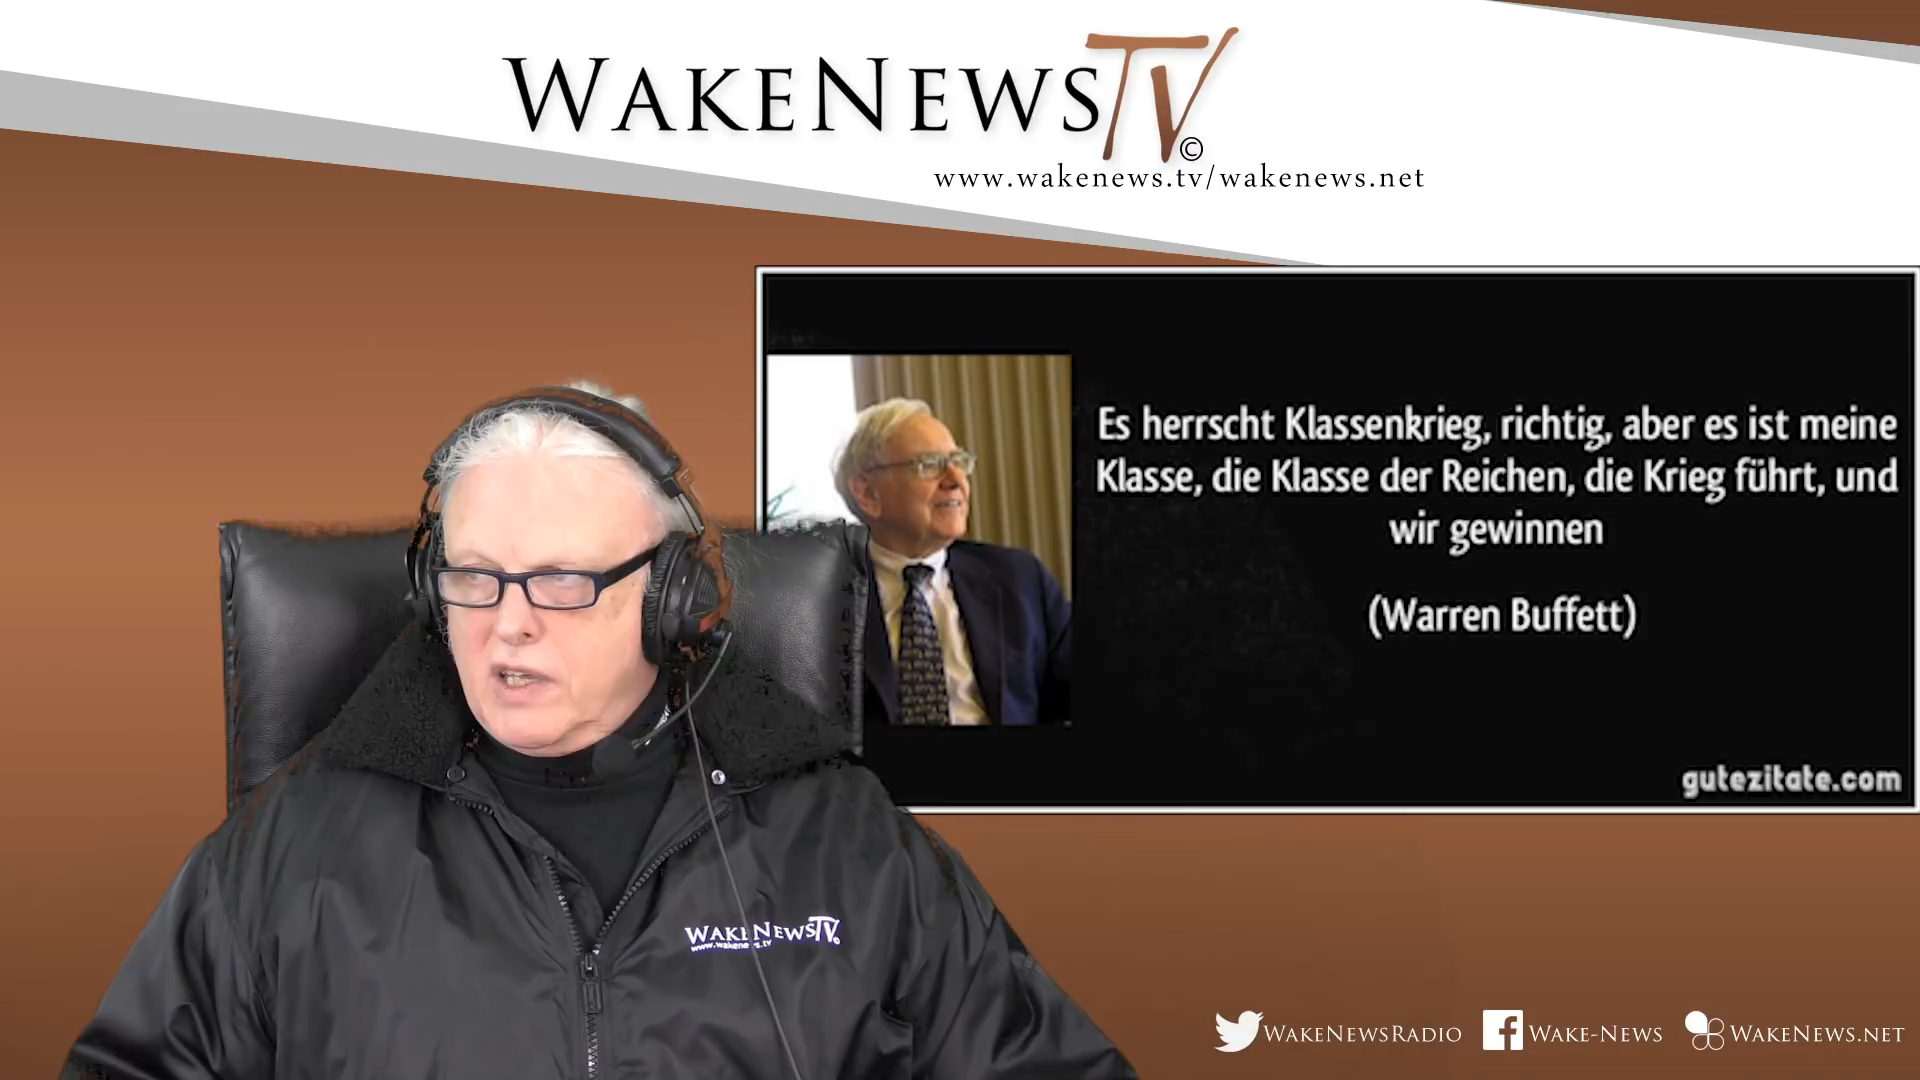 WAKENEWSTV©
www.wakenews.tv/wakenews.net
Es herrscht Klassenkrieg, richtig, aber es ist meine
Klasse, die Klasse der Reichen, die Krieg führt, und
wir gewinnen
(Warren Buffett)
gutezitate.com
WAKENEWSTV©
WAKENEWSRADIO
WAKE-NEWS
WAKENEWS.NET